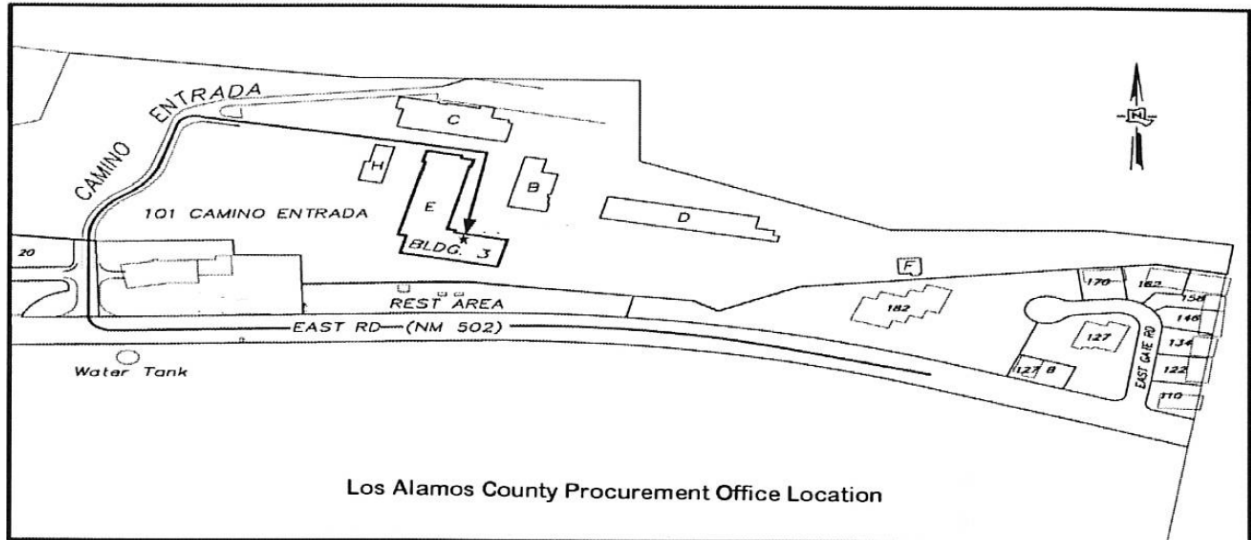 CAMINO ENTRADA
C
N
H
B
E
D
101 CAMINO ENTRADA
BLDG. 3
20
F
REST AREA
170
162
158
182
146
EAST RD (NM 502)
127
134
Water Tank
127 B
EAST GATE RD
122
110
Los Alamos County Procurement Office Location